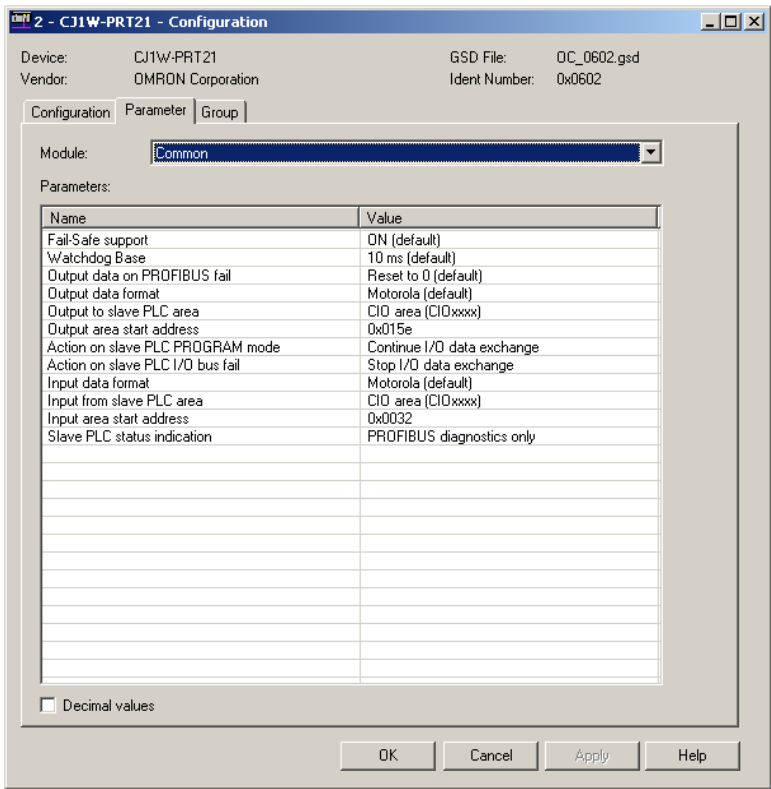 2 - CJ1W-PRT21 - Configuration
Device: CJ1W-PRT21 GSD File: OC_0602.gsd
Vendor: OMRON Corporation Ident Number: 0x0602
Configuration Parameter Group
Module: Common
Parameters:
Name Value
Fail-Safe support ON (default)
Watchdog Base 10 ms (default)
Output data on PROFIBUS fail Reset to 0 (default)
Output data format Motorola (default)
Output to slave PLC area CIO area (CIOxxxx)
Output area start address 0x015e
Action on slave PLC PROGRAM mode Continue I/O data exchange
Action on slave PLC I/O bus fail Stop I/O data exchange
Input data format Motorola (default)
Input from slave PLC area CIO area (CIOxxxx)
Input area start address 0x0032
Slave PLC status indication PROFIBUS diagnostics only
Decimal values
OK Cancel Apply Help